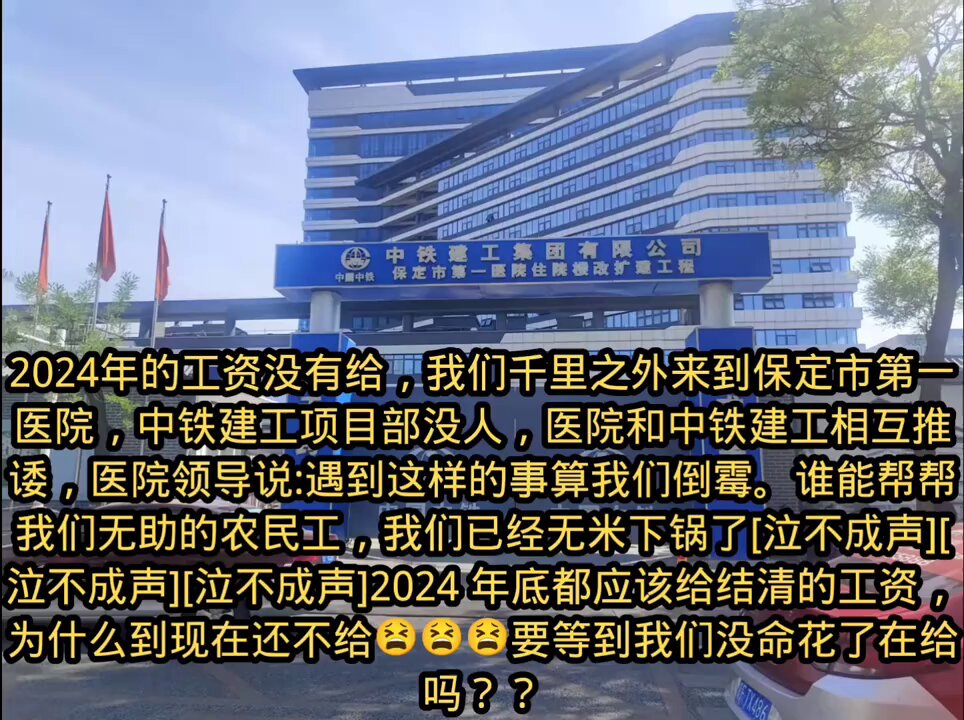 中铁建工集团有限公司
中国中铁
保定市第一医院住院楼改扩建工程
2024年的工资没有给，我们千里之外来到保定市第一
医院，中铁建工项目部没人，医院和中铁建工相互推
诿，医院领导说:遇到这样的事算我们倒霉。谁能帮帮
我们无助的农民工，我们已经无米下锅了[泣不成声][
泣不成声][泣不成声]2024 年底都应该给结清的工资，
为什么到现在还不给😫😫😫要等到我们没命花了在给
吗？？